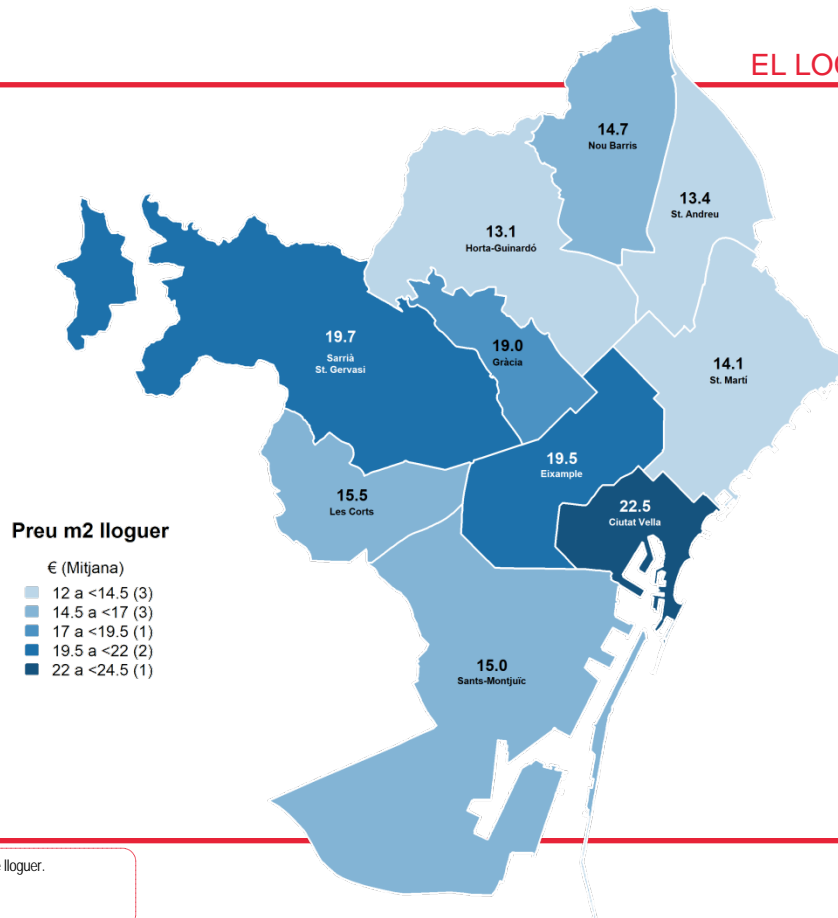 EL LOC
14.7
Nou Barris
13.4
St. Andreu
13.1
Horta-Guinardó
19.7
Sarrià
St. Gervasi
19.0
Gràcia
14.1
St. Martí
19.5
Eixample
15.5
Les Corts
22.5
Ciutat Vella
Preu m2 lloguer
€ (Mitjana)
12 a <14.5 (3)
14.5 a <17 (3)
17 a <19.5 (1)
19.5 a <22 (2)
22 a <24.5 (1)
15.0
Sants-Montjuïc
lloguer.